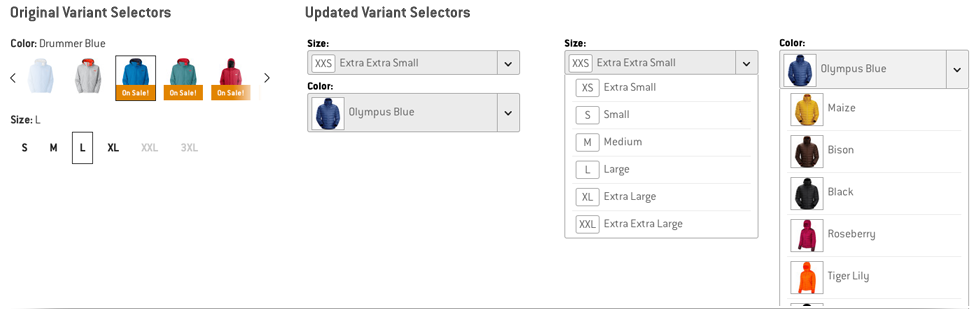 Original Variant Selectors
Color: Drummer Blue
On Sale! On Sale! On Sale!
Size: L
S M L XL XXL 3XL
Updated Variant Selectors
Size:
XXS Extra Extra Small
Color:
Olympus Blue
Size:
XXS Extra Extra Small
XS Extra Small
S Small
M Medium
L Large
XL Extra Large
XXL Extra Extra Large
Color:
Olympus Blue
Maize
Bison
Black
Roseberry
Tiger Lily